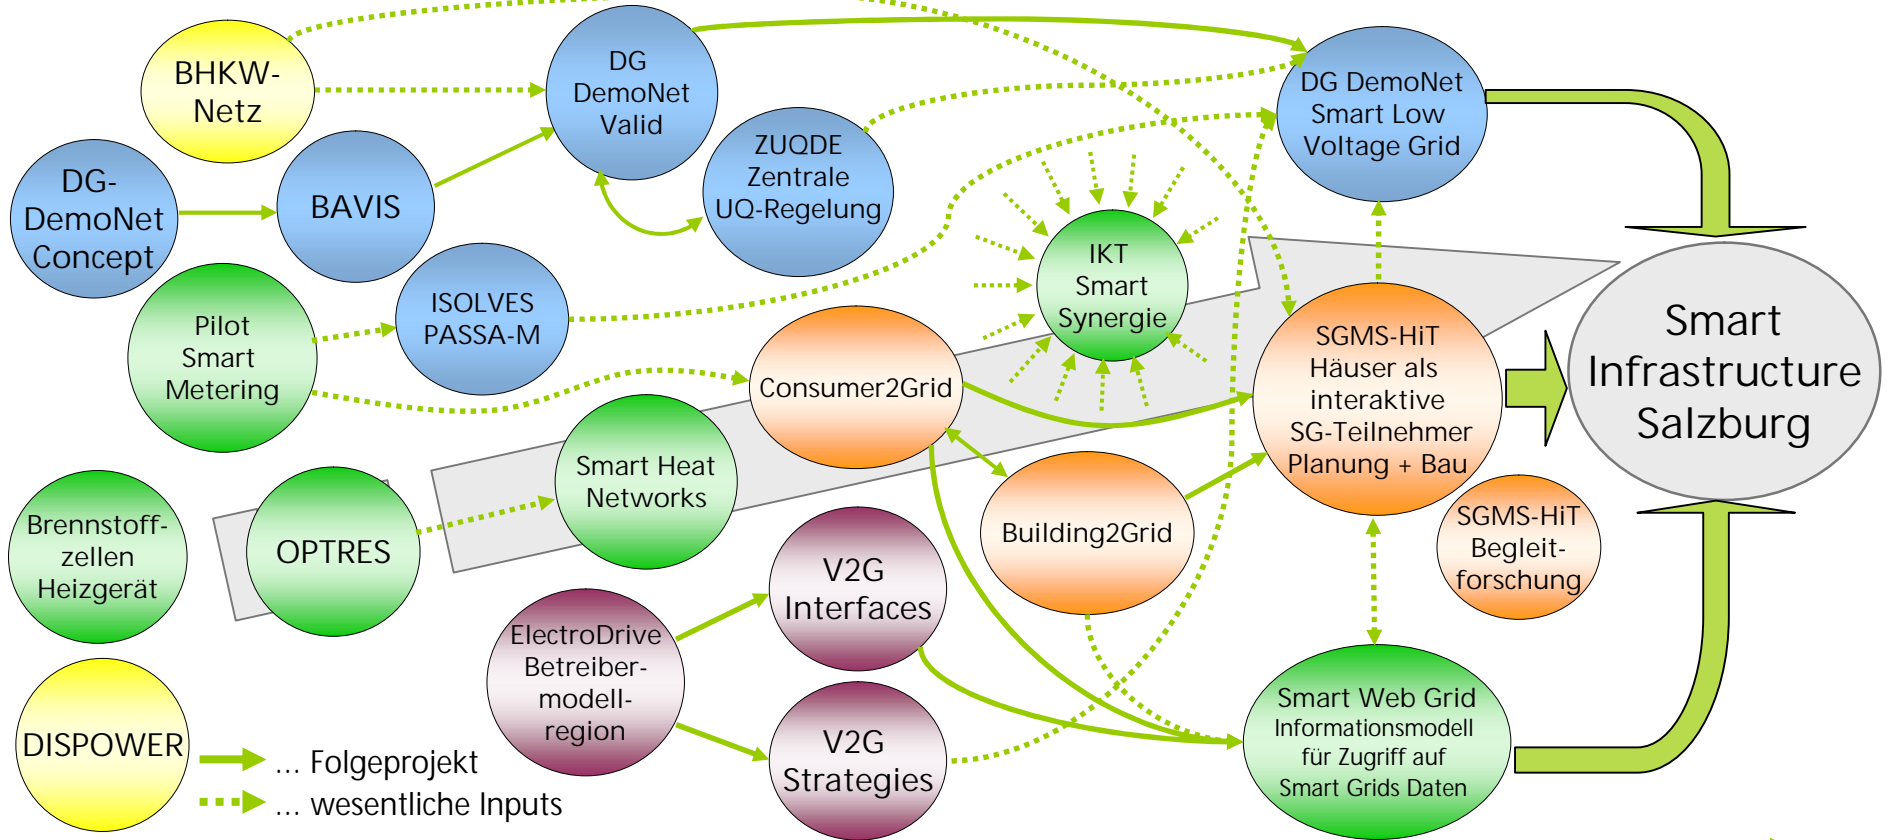 BHKW-
Netz
DG
DemoNet
Valid
DG DemoNet
Smart Low
Voltage Grid
DG-
DemoNet
Concept
BAVIS
ZUQDE
Zentrale
UQ-Regelung
ISOLVES
PASSA-M
Pilot
Smart
Metering
IKT
Smart
Synergie
Consumer2Grid
SGMS-HiT
Häuser als
interaktive
SG-Teilnehmer
Planung + Bau
Smart
Infrastructure
Salzburg
Smart Heat
Networks
Brennstoff-
zellen
Heizgerät
OPTRES
Building2Grid
SGMS-HiT
Begleit-
forschung
V2G
Interfaces
ElectroDrive
Betreiber-
modell-
region
V2G
Strategies
Smart Web Grid
Informationsmodell
für Zugriff auf
Smart Grids Daten
DISPOWER
... Folgeprojekt
... wesentliche Inputs